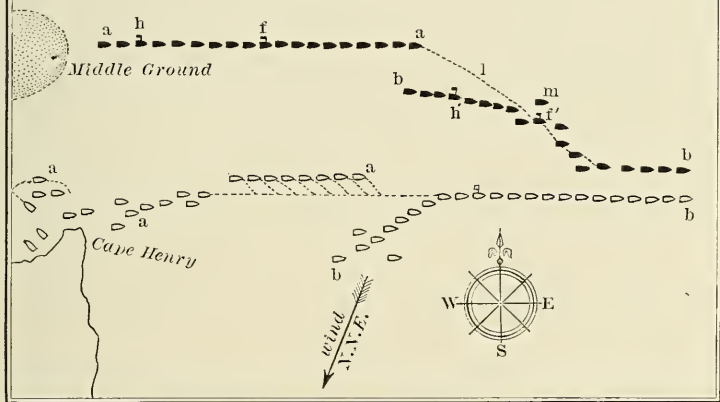 a h f a
Middle Ground
l
b h' m f'
b
a a
a
Cape Henry
b
b
wind
N.N.E.
W E
S